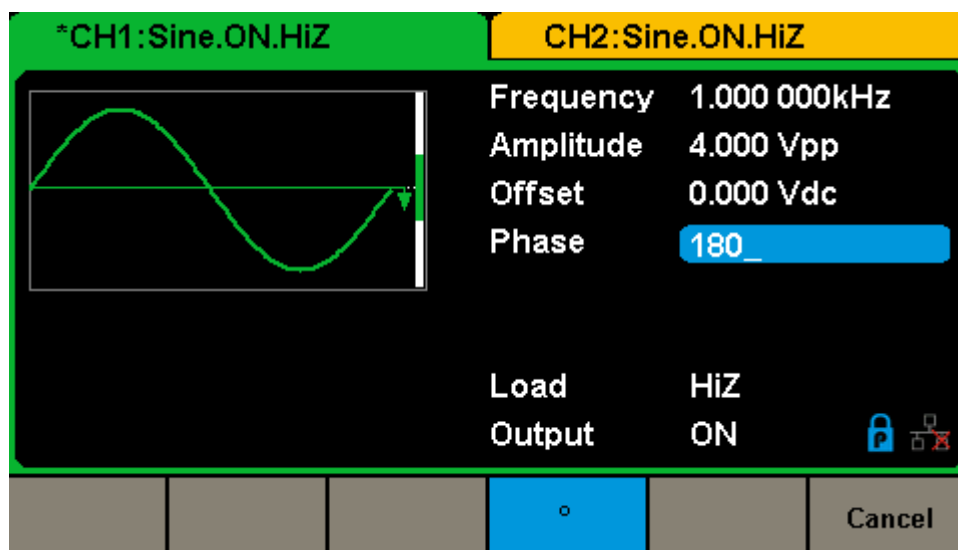 *CH1:Sine.ON.HiZ
CH2:Sine.ON.HiZ
Frequency 1.000 000kHz
Amplitude 4.000 Vpp
Offset 0.000 Vdc
Phase 180_
Load HiZ
Output ON
P
° Cancel